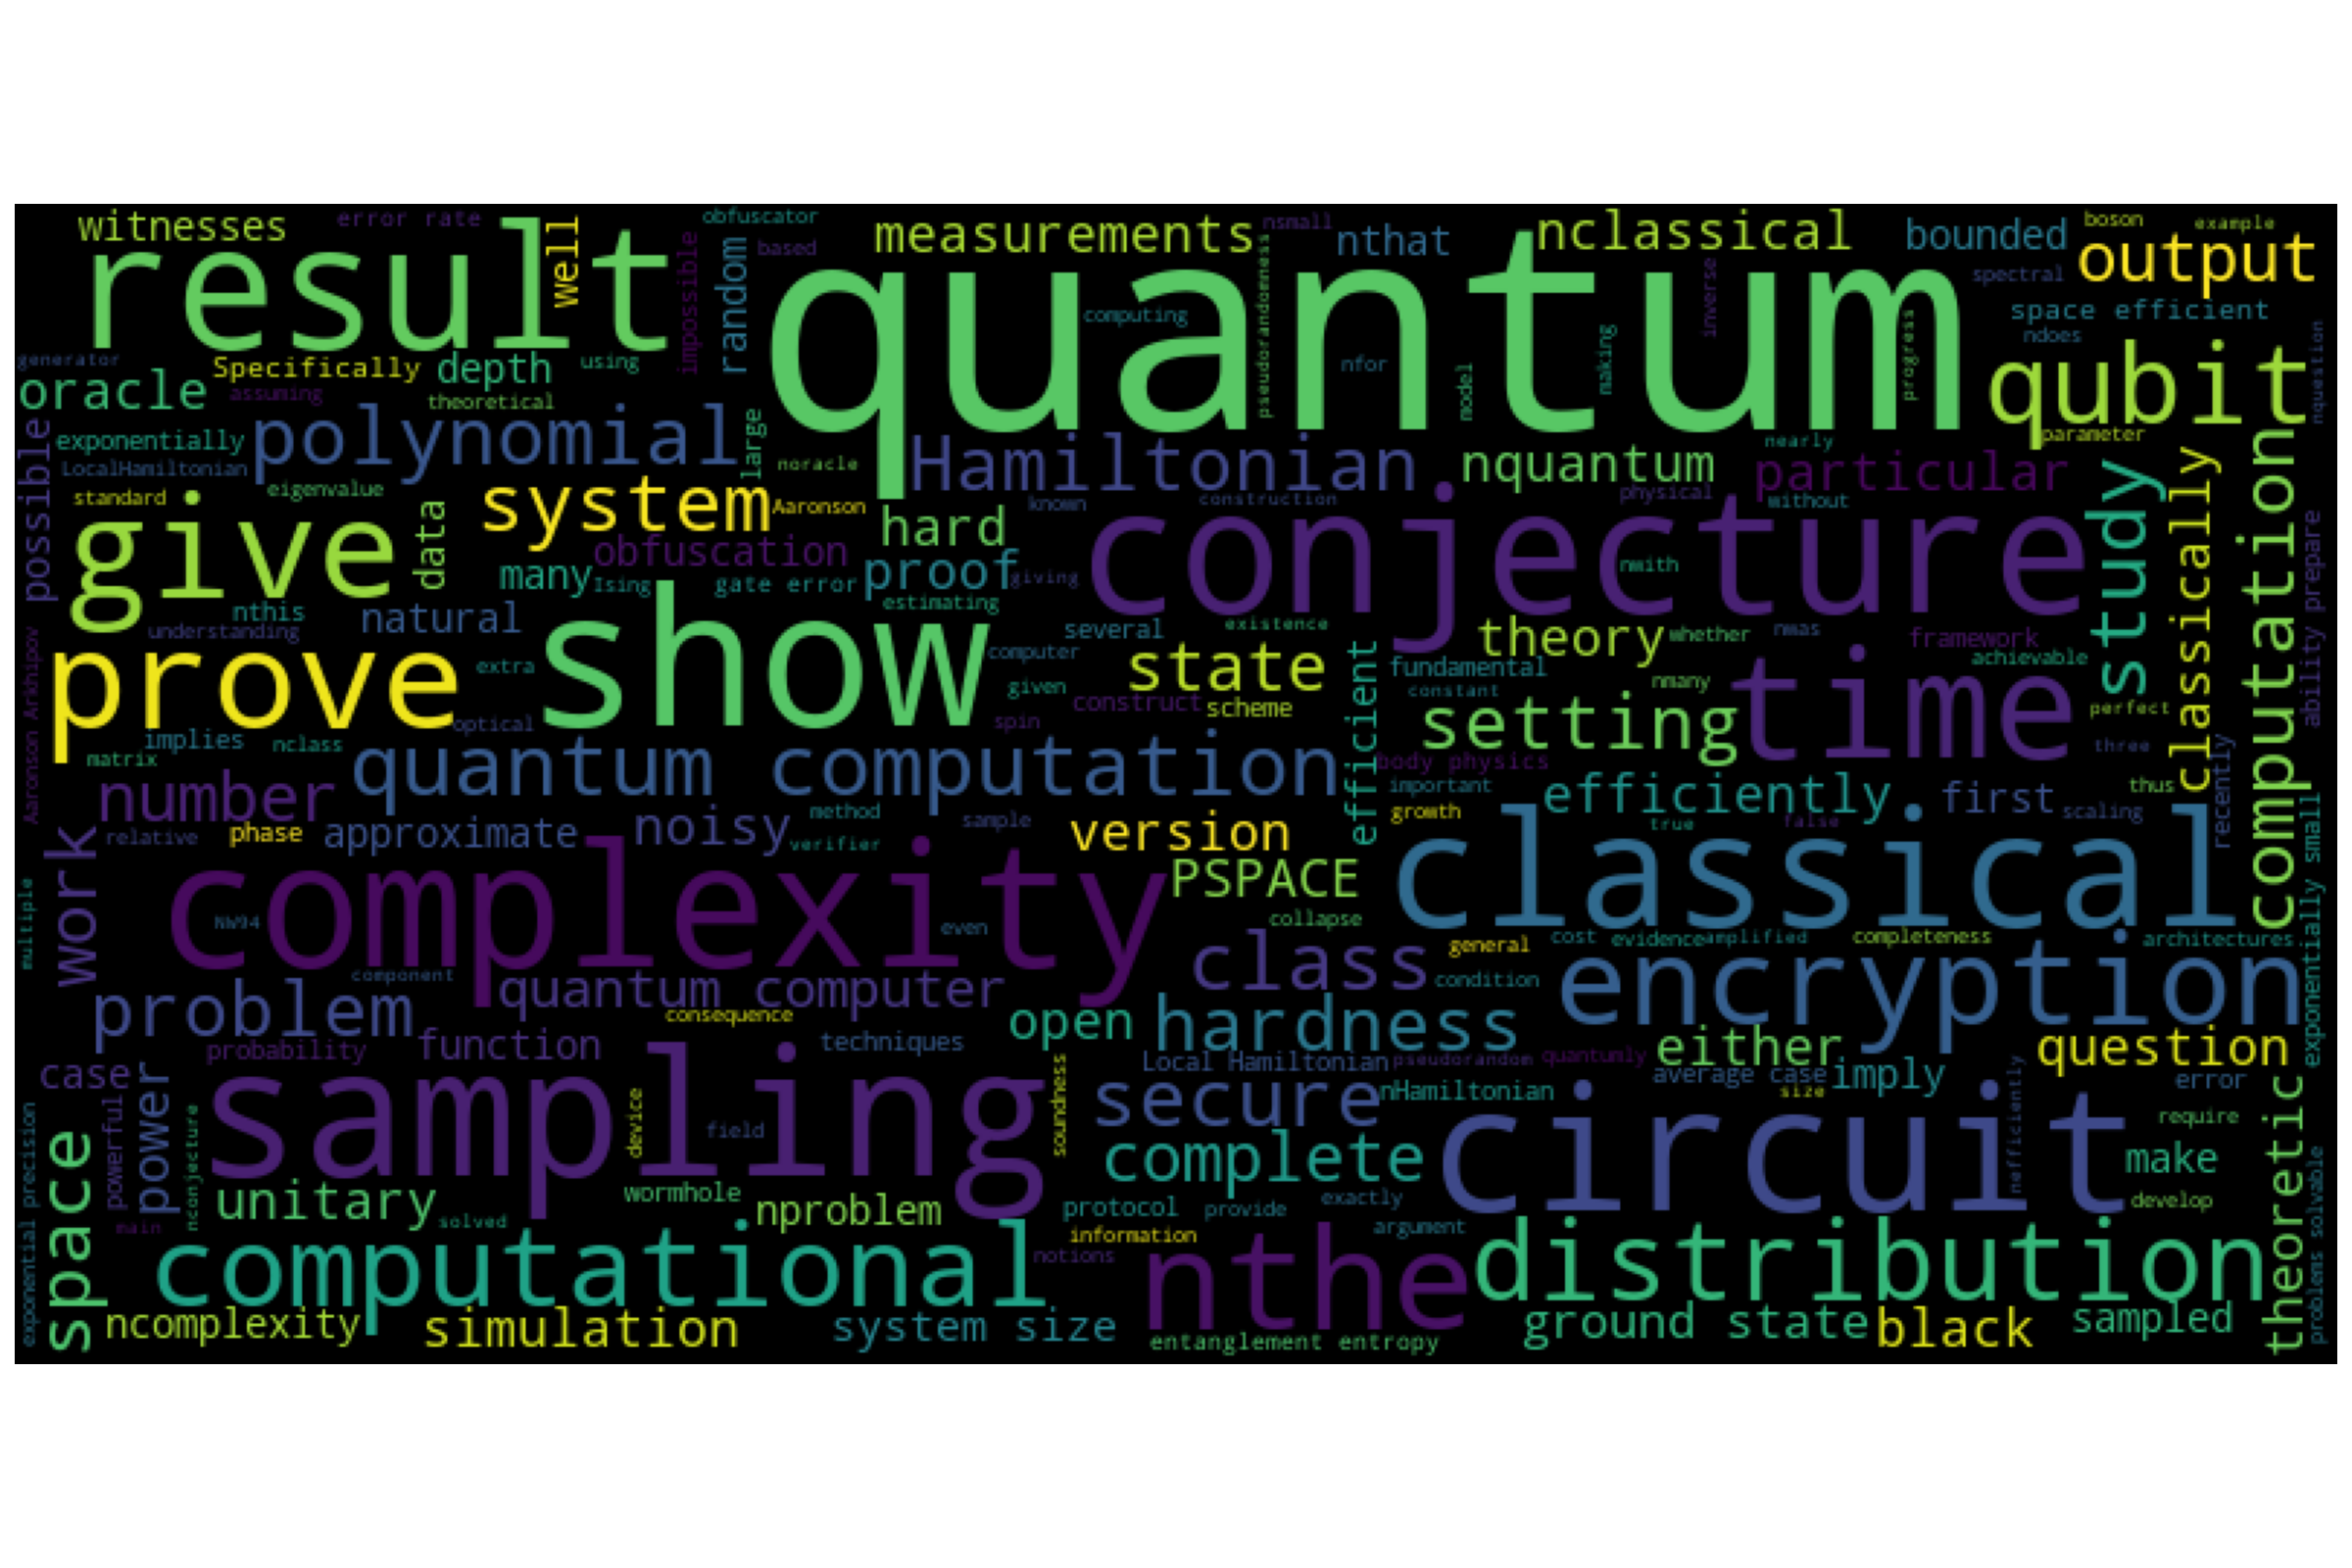 witnesses
error rate
result
well
obfuscator
impossible
based
random
measurements
nsmall
pseudorandomness
nthat
nclassical
bounded
boson
example
output
spectral
space efficient
ndoes
quantum
computing
nfor
model
making
inverse
progress
nquestion
qubit
parameter
generator
Specifically
depth
using
oracle
assuming
theoretical
exponentially
polynomial
large
LocalHamiltonian
possible
standard
eigenvalue
noracle
Hamiltonian
nquantum
nearly
particular
physical
without
known
construction
system
Aaronson
give
data
obfuscation
hard
many
Ising
gate error
proof
giving
estimating
conjecture
nwith
study
classically
computation
ability prepare
nthis
natural
understanding
several
existence
theory
whether
nwas
framework
achievable
prove
extra
show
computer
given
state
efficient
fundamental
constant
nmany
time
perfect
Aaronson Arkhipov
optical
spin
construct
scheme
setting
implies
nclass
matrix
quantum computation
body physics
important
three
number
efficiently
first
thus
scaling
recently
growth
true
false
relative
phase
approximate
noisy
method
verifier
sample
version
work
complexity
PSPACE
classical
exponentially small
multiple
NW94
even
collapse
class
general
cost
evidence
amplified
completeness
architectures
component
condition
quantum computer
encryption
problem
consequence
open
hardness
probability
function
techniques
either
question
case
Local Hamiltonian
pseudorandom
quantumly
average case
imply
error
power
powerful
sampling
soundness
secure
nHamiltonian
size
nefficiently
theoretic
exponential precision
space
nconjecture
device
field
complete
circuit
require
make
problems solvable
main
unitary
solved
wormhole
nproblem
protocol
provide
exactly
argument
develop
computational
information
notions
nthe
distribution
ncomplexity
simulation
system size
entanglement entropy
ground state
black
sampled